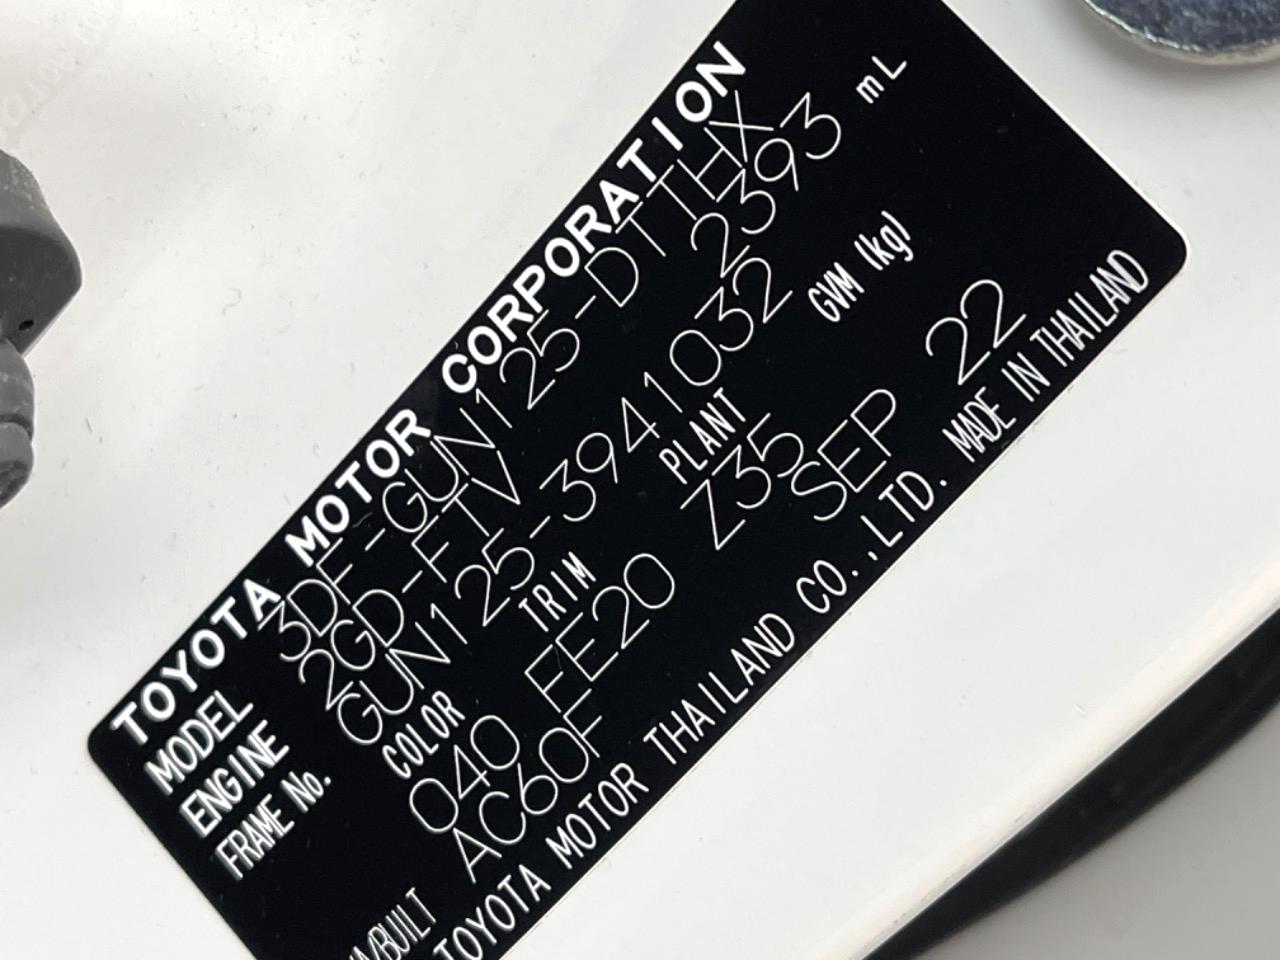 TOYOTA MOTOR CORPORATION
MODEL 3DF-GUN125-DTTHX
ENGINE 2GD-FTV 2393 mL
FRAME No. GUN125-3941032
COLOR TRIM PLANT GVM (kg)
040 FE20 Z35
AC60F SEP 22
/BUILT
TOYOTA MOTOR THAILAND CO.,LTD. MADE IN THAILAND